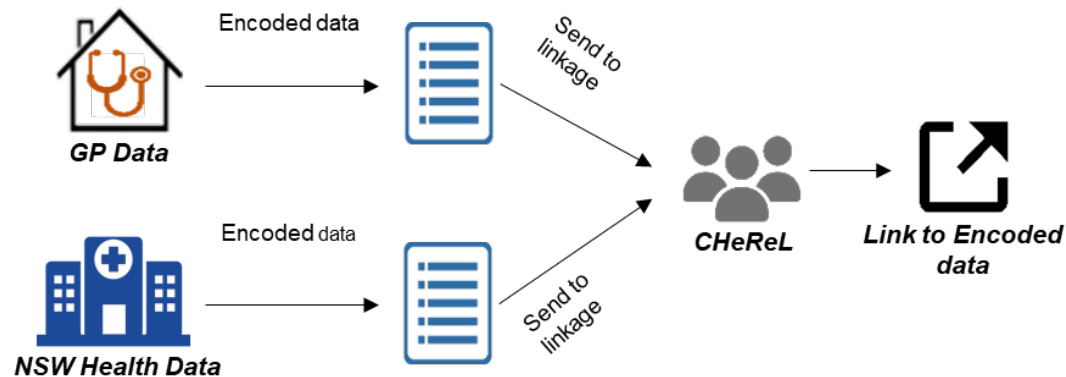 Encoded data
Send to
linkage
GP Data
CHeReL
Link to Encoded
data
Encoded data
Send to
linkage
NSW Health Data